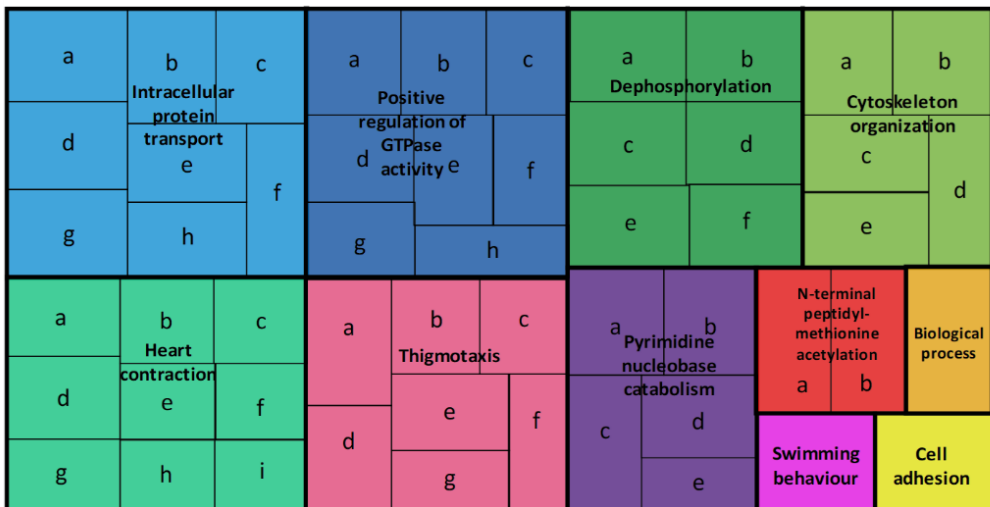 a
b
c
Intracellular
protein
transport
d
e
f
g
h
a
b
c
Positive
regulation of
GTPase
activity
d
e
f
g
h
a
b
Dephosphorylation
c
d
e
f
a
b
Cytoskeleton
organization
c
d
e
a
b
c
Heart
contraction
d
e
f
g
h
i
a
b
c
Thigmotaxis
d
e
f
g
a
b
Pyrimidine
nucleobase
catabolism
c
d
e
N-terminal
peptidyl-
methionine
acetylation
a
b
Biological
process
Swimming
behaviour
Cell
adhesion